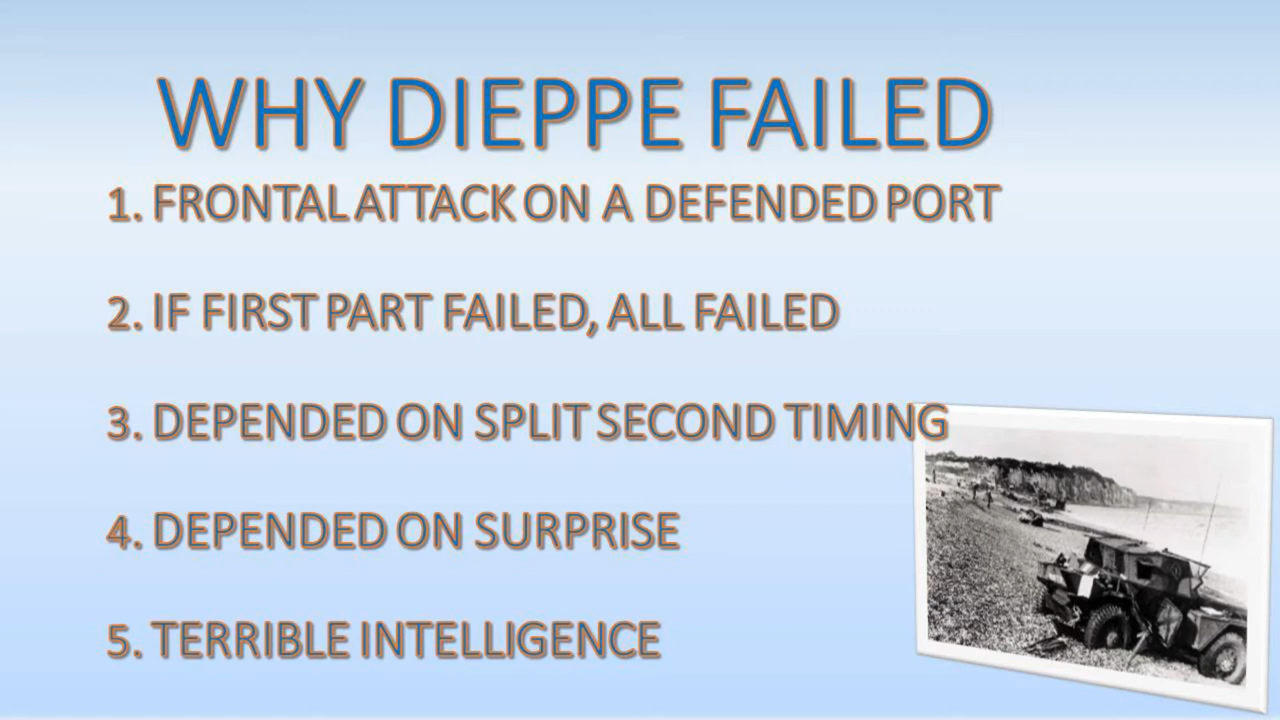 WHY DIEPPE FAILED
1. FRONTAL ATTACK ON A DEFENDED PORT
2. IF FIRST PART FAILED, ALL FAILED
3. DEPENDED ON SPLIT SECOND TIMING
4. DEPENDED ON SURPRISE
5. TERRIBLE INTELLIGENCE